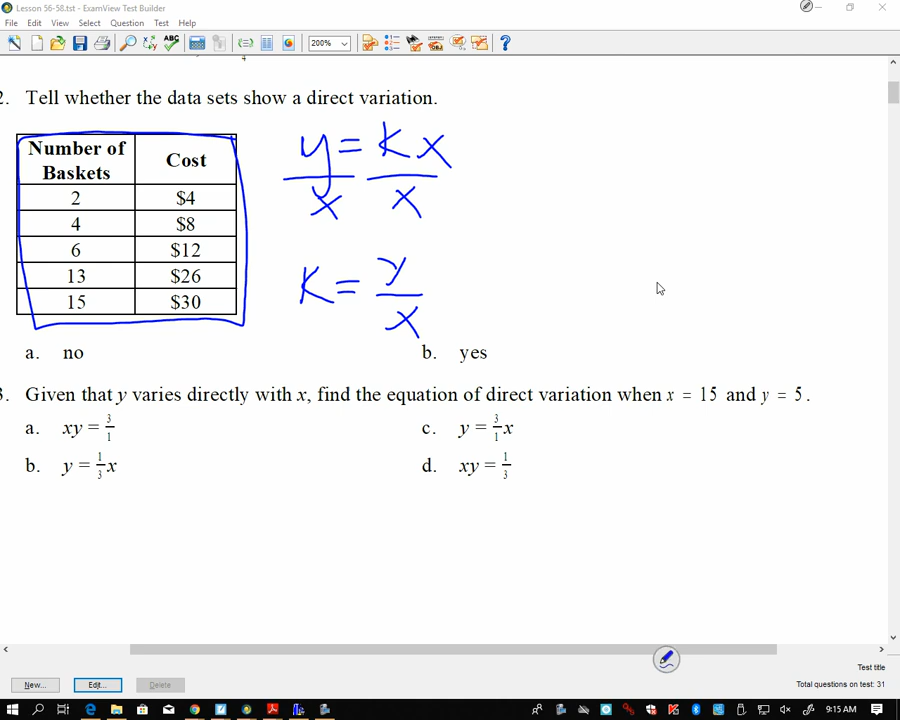 Lesson 56-58.tst - ExamView Test Builder
File Edit View Select Question Test Help
200%
4
2. Tell whether the data sets show a direct variation.
Number of Baskets Cost
2 $4
4 $8
6 $12
13 $26
15 $30
y = kx
x x
K = y
x
a. no b. yes
3. Given that y varies directly with x, find the equation of direct variation when x = 15 and y = 5.
a. xy = 3/1 c. y = 3/1 x
b. y = 1/3 x d. xy = 1/3
Test title
New... Edit... Delete Total questions on test: 31
9:15 AM